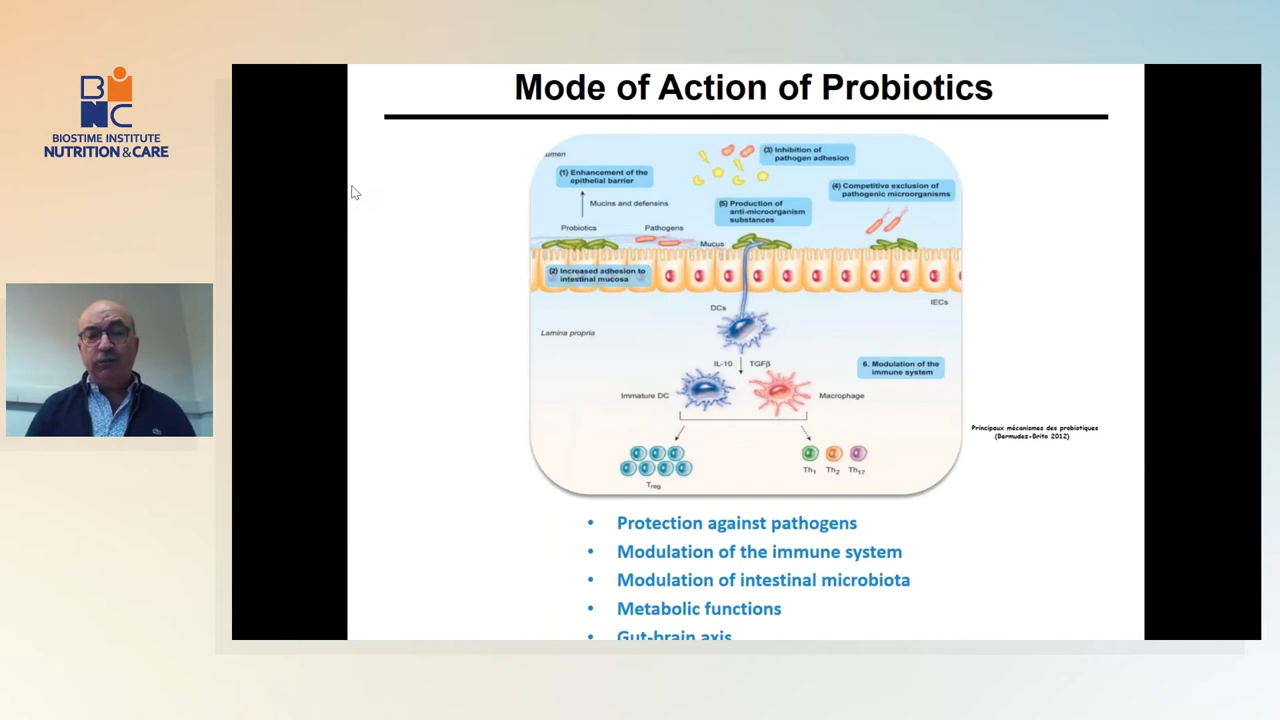 BINC
BIOSTIME INSTITUTE
NUTRITION & CARE
Mode of Action of Probiotics
umen
(1) Enhancement of the
epithelial barrier
Mucins and defensins
Probiotics
Pathogens
(3) Inhibition of
pathogen adhesion
(4) Competitive exclusion of
pathogenic microorganisms
(5) Production of
anti-microorganism
substances
Mucus
(2) Increased adhesion to
intestinal mucosa
DCs
IECs
Lamina propria
IL-10
TGFβ
6. Modulation of the
immune system
Immature DC
Macrophage
Treg
Th1
Th2
Th17
Principaux mécanismes des probiotiques
(Bermudez-Brito 2012)
• Protection against pathogens
• Modulation of the immune system
• Modulation of intestinal microbiota
• Metabolic functions
• Gut-brain axis